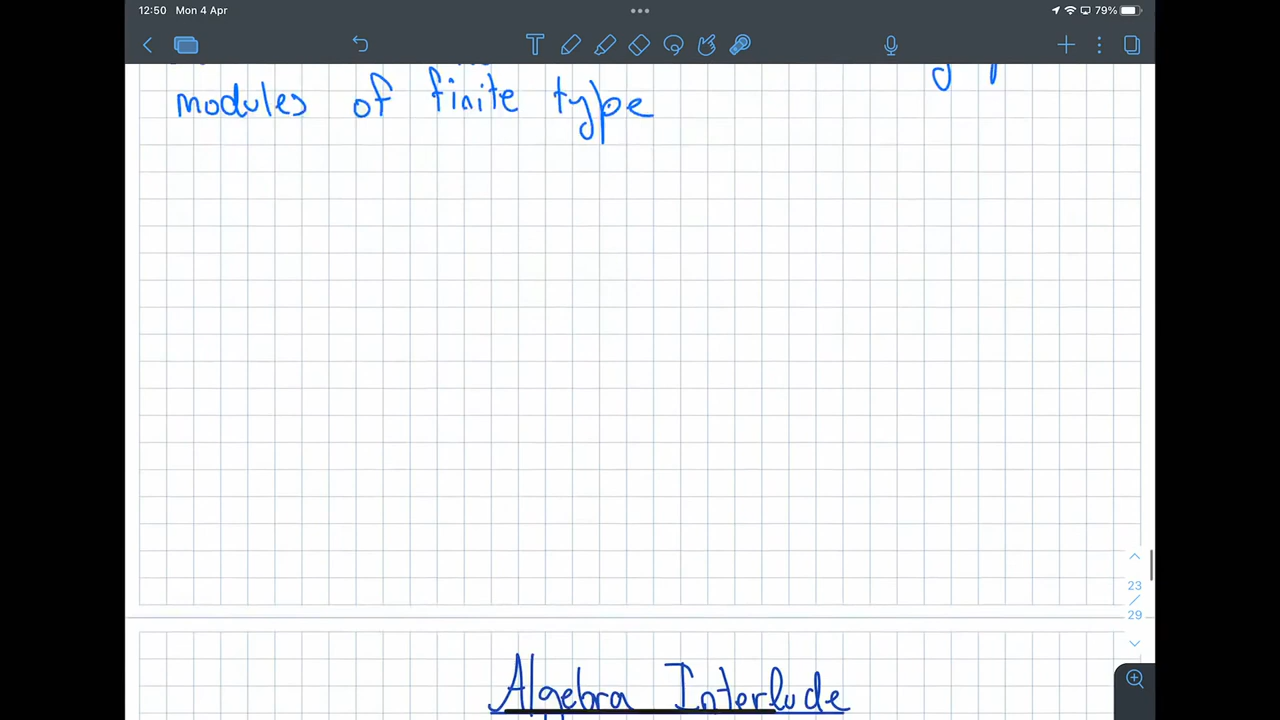 12:50 Mon 4 Apr
79%
modules of finite type
23
/
29
Algebra Interlude